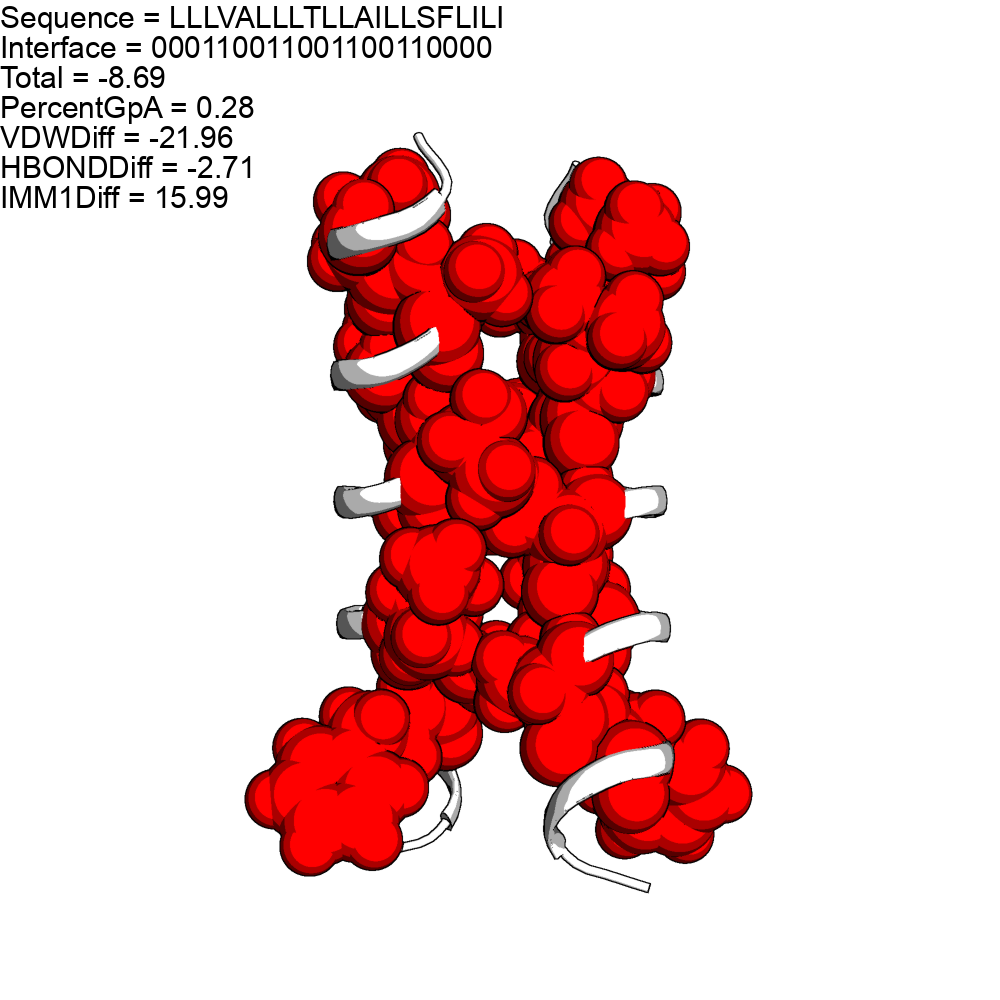 Sequence = LLLVALLLTLLAILLSFLILI
Interface = 000110011001100110000
Total = -8.69
PercentGpA = 0.28
VDWDiff = -21.96
HBONDDiff = -2.71
IMM1Diff = 15.99